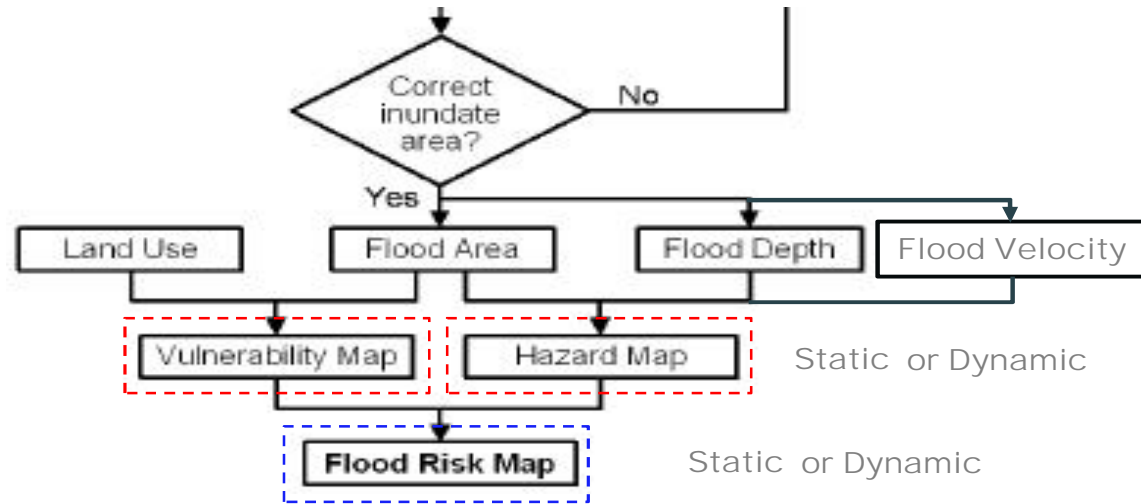 Correct
inundate
area?
No
Yes
Land Use
Flood Area
Flood Depth
Flood Velocity
Vulnerability Map
Hazard Map
Static or Dynamic
Flood Risk Map
Static or Dynamic